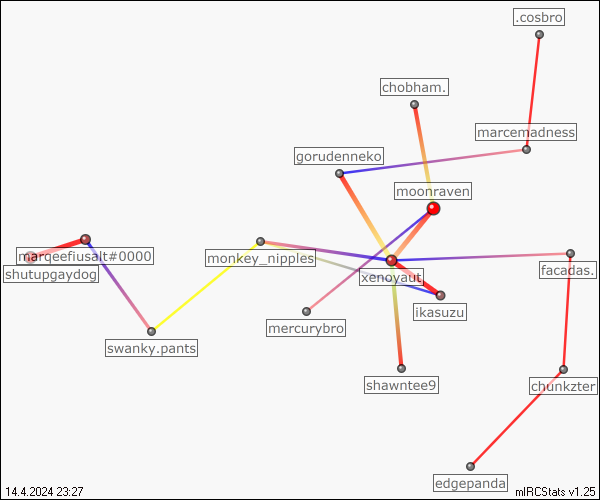 .cosbro
chobham.
marcemadness
gorudenneko
moonraven
marqeefiusalt#0000
monkey_nipples
shutupgaydog
xenoyaut
facadas.
ikasuzu
mercurybro
swanky.pants
shawntee9
chunkzter
edgepanda
14.4.2024 23:27
mIRCStats v1.25